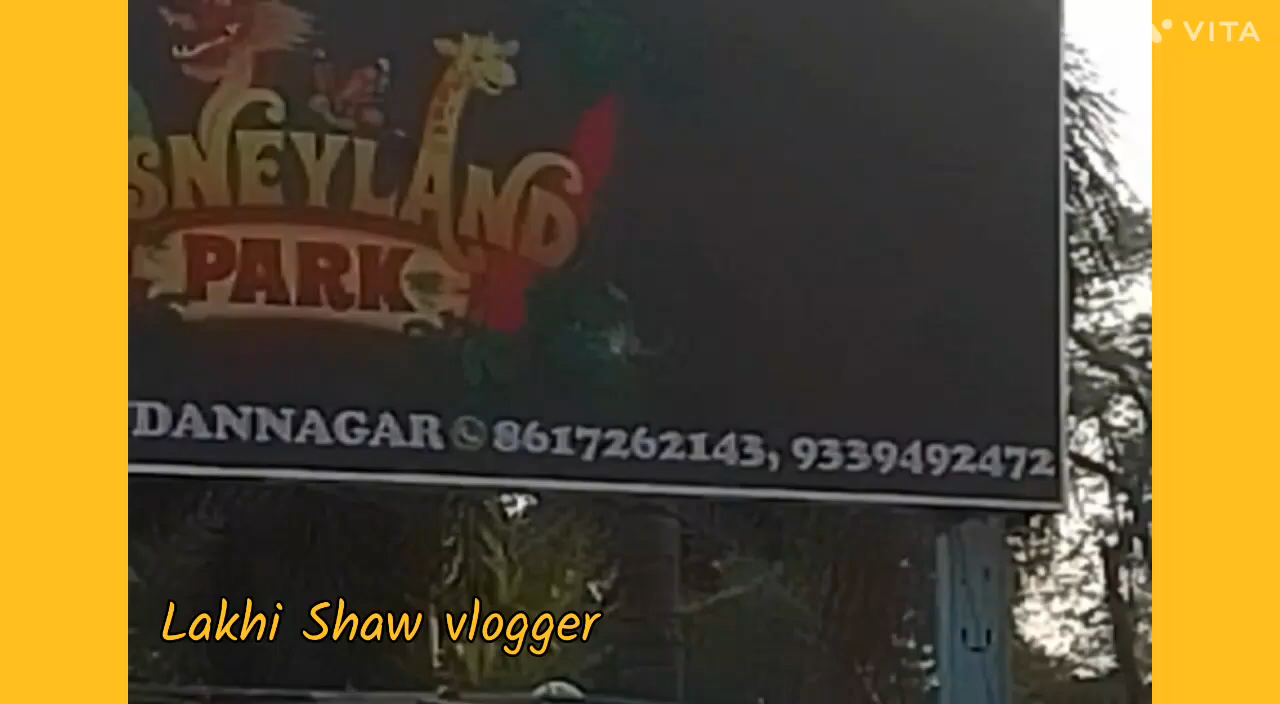 VITA
SNEYLAND
PARK
DANNAGAR 8617262143, 9339492472
Lakhi Shaw vlogger